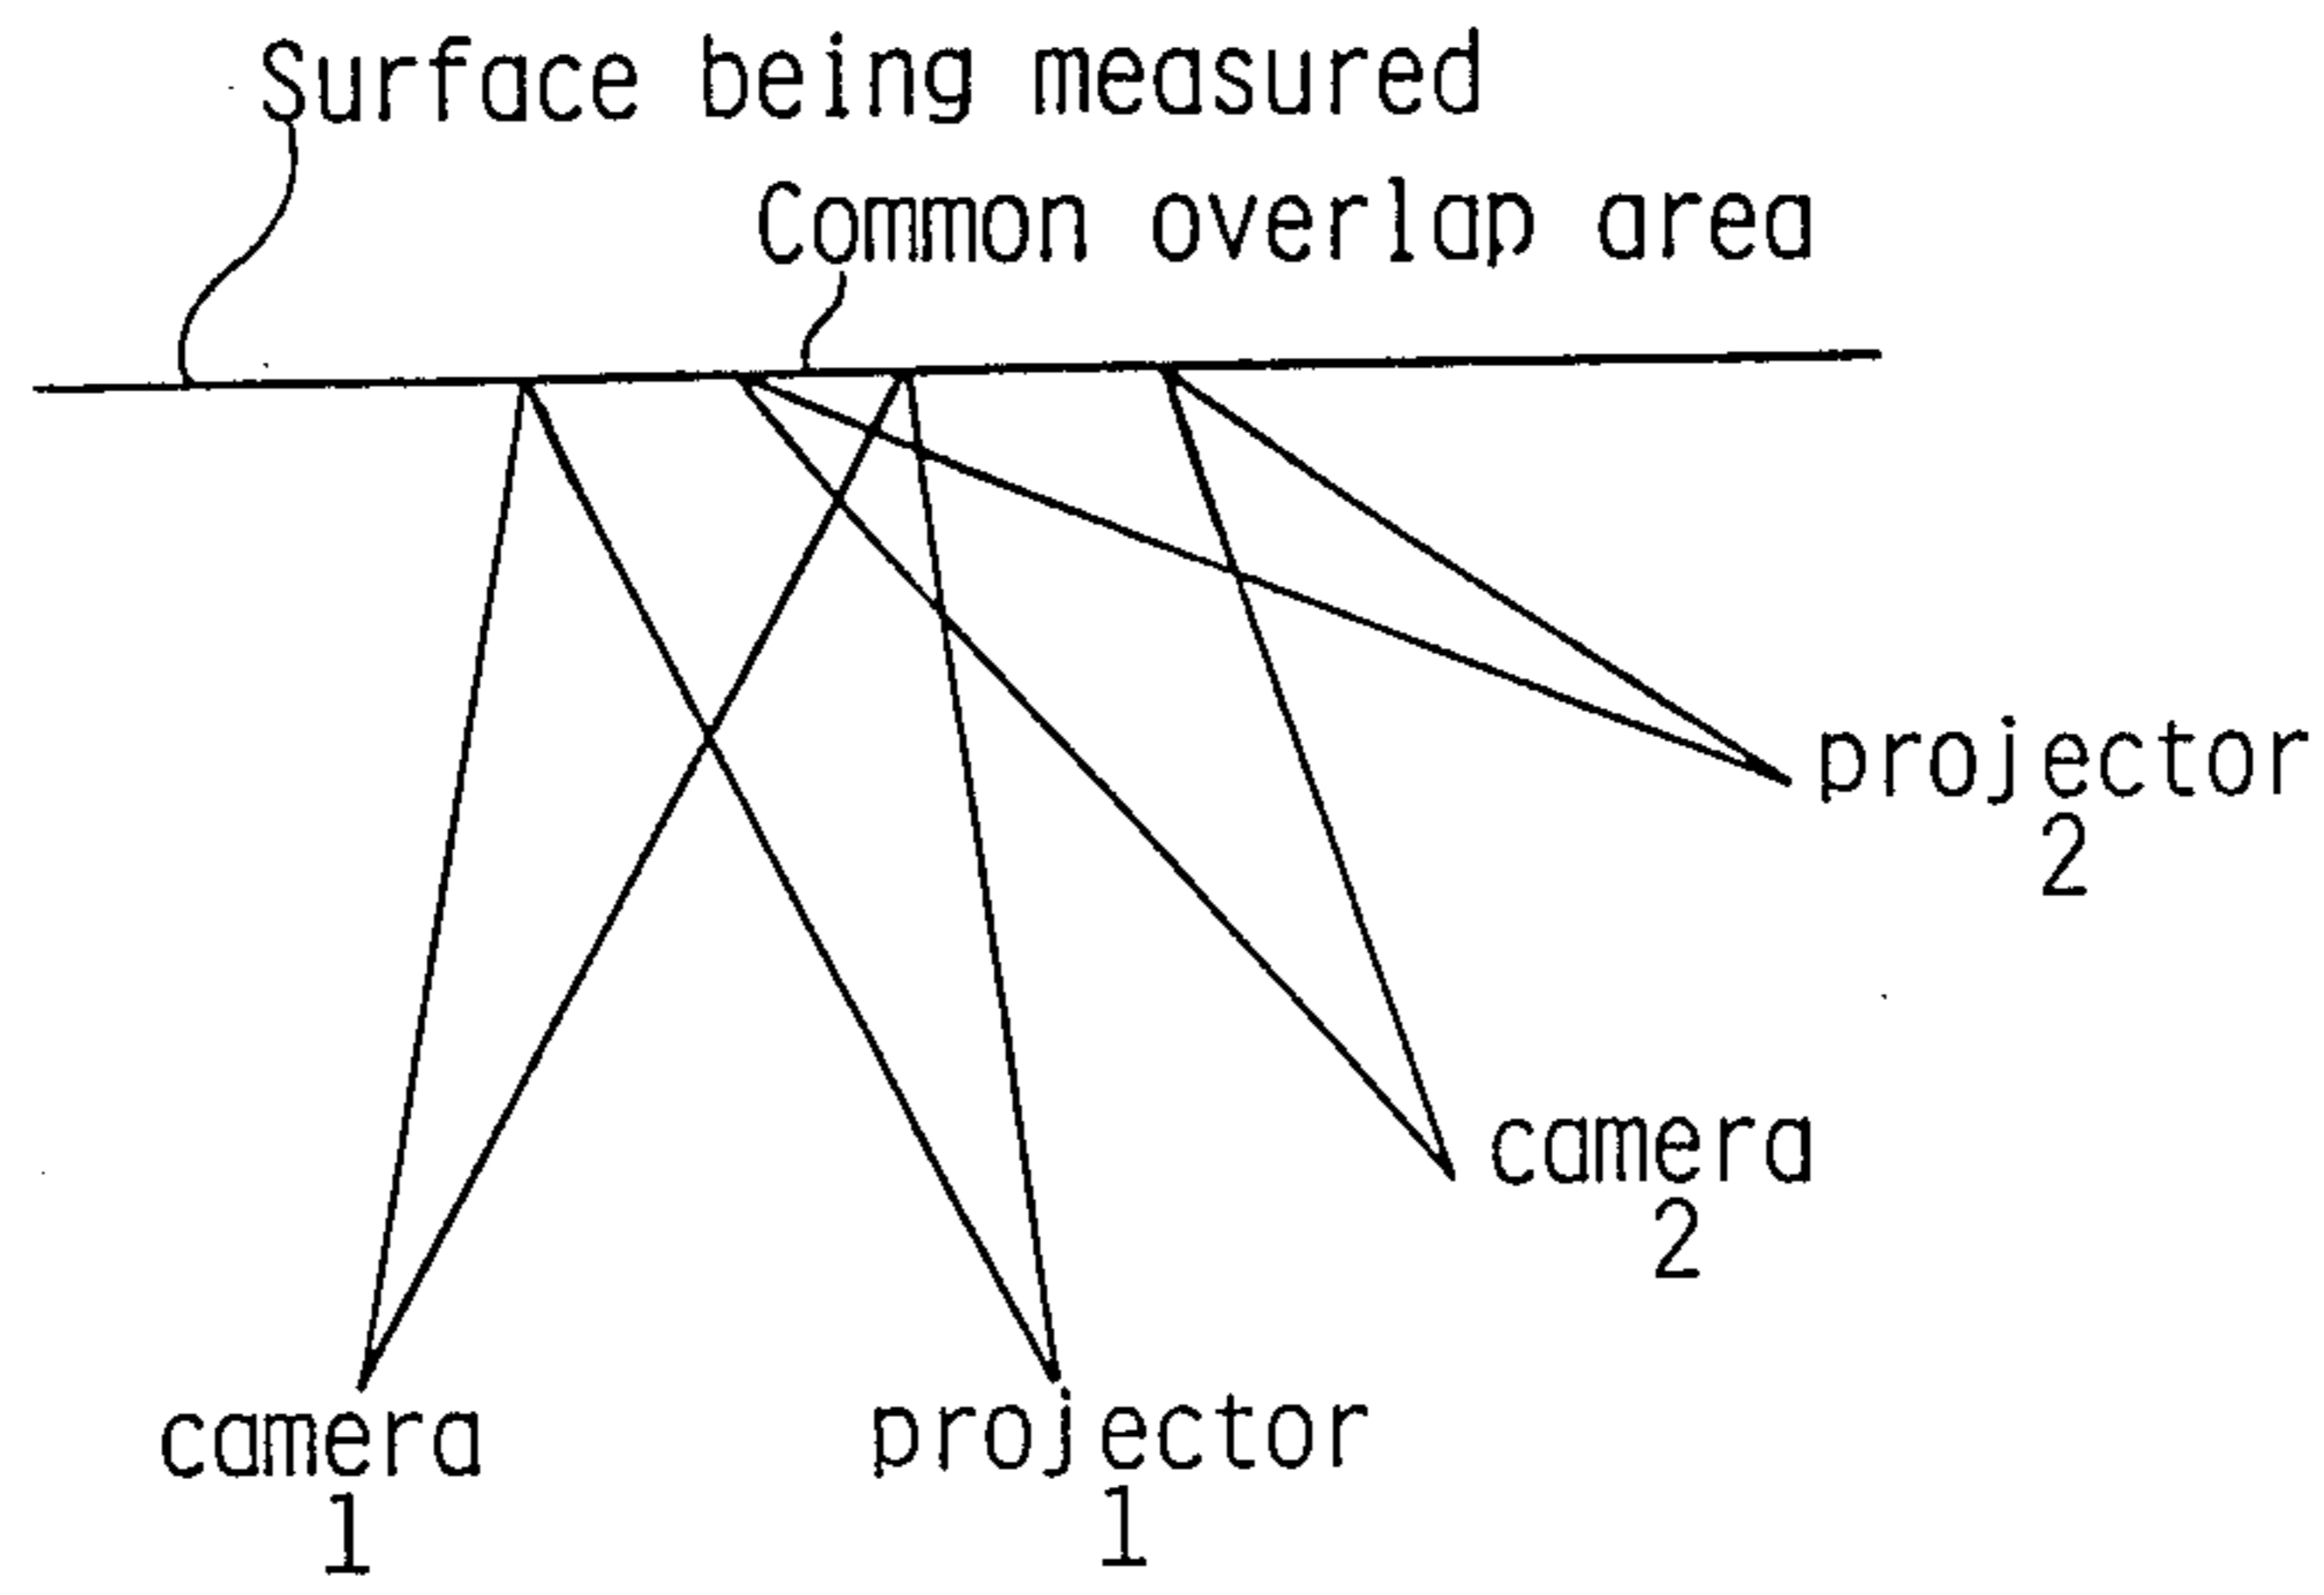 Surface being measured
Common overlap area
projector
2
camera
2
camera
1
projector
1